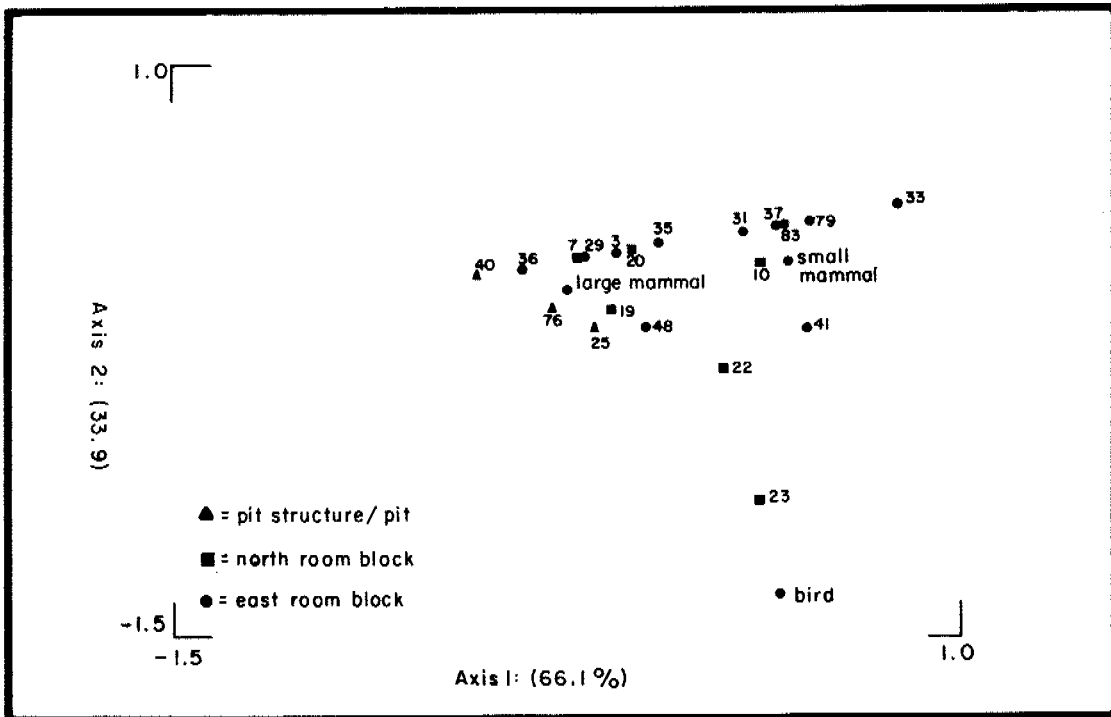 1.0
33
35
31
37
79
83
3
20
7
29
36
40
10
small
mammal
large mammal
76
19
25
48
41
22
23
Axis 2: (33.9)
▲ = pit structure/pit
■ = north room block
● = east room block
bird
-1.5
-1.5
1.0
Axis 1: (66.1%)